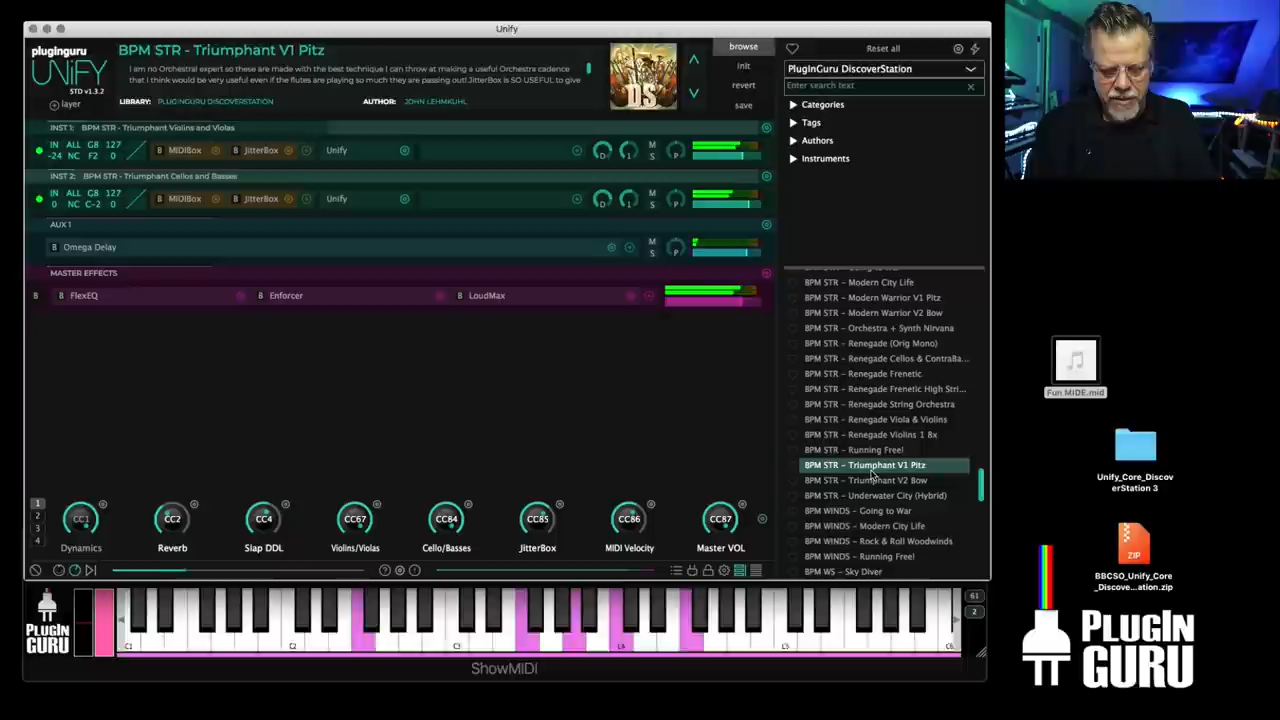 Unify
pluginguru
UNiFY
STD v1.3.2
layer
BPM STR - Triumphant V1 Pitz
I am no Orchestral expert so these are made with the best technique I can throw at making a useful Orchestra cadence
that I think would be very useful even if the flutes are playing so much they are passing out! JitterBox is SO USEFUL to give
LIBRARY: PLUGINGURU DISCOVERSTATION AUTHOR: JOHN LEHMKUHL
D.S
browse
init
revert
save
Reset all
PlugInGuru DiscoverStation
Enter search text
Categories
Tags
Authors
Instruments
INST 1: BPM STR - Triumphant Violins and Violas
IN ALL G8 127
-24 NC F2 0
MIDIBox JitterBox Unify D 1 M S P
INST 2: BPM STR - Triumphant Cellos and Basses
IN ALL G8 127
0 NC C-2 0
MIDIBox JitterBox Unify D 1 M S P
AUX 1
B Omega Delay M S P
MASTER EFFECTS
B B FlexEQ B Enforcer B LoudMax
BPM STR - Modern City Life
BPM STR - Modern Warrior V1 Pitz
BPM STR - Modern Warrior V2 Bow
BPM STR - Orchestra + Synth Nirvana
BPM STR - Renegade (Orig Mono)
BPM STR - Renegade Cellos & ContraBa...
BPM STR - Renegade Frenetic
BPM STR - Renegade Frenetic High Stri...
BPM STR - Renegade String Orchestra
BPM STR - Renegade Viola & Violins
BPM STR - Renegade Violins 1 8x
BPM STR - Running Free!
BPM STR - Triumphant V1 Pitz
BPM STR - Triumphant V2 Bow
BPM STR - Underwater City (Hybrid)
BPM WINDS - Going to War
BPM WINDS - Modern City Life
BPM WINDS - Rock & Roll Woodwinds
BPM WINDS - Running Free!
BPM WS - Sky Diver
1
2
3
4
CC1 CC2 CC4 CC67 CC84 CC85 CC86 CC87
Dynamics Reverb Slap DDL Violins/Violas Cello/Basses JitterBox MIDI Velocity Master VOL
PLUGIN
GURU
C1 C2 C3 C4 C5 C6
61
2
ShowMIDI
Fun MIDE.mid
Unify_Core_Discov
erStation 3
ZIP
BBCSO_Unify_Core
_Discove...ation.zip
PLUGIN
GURU